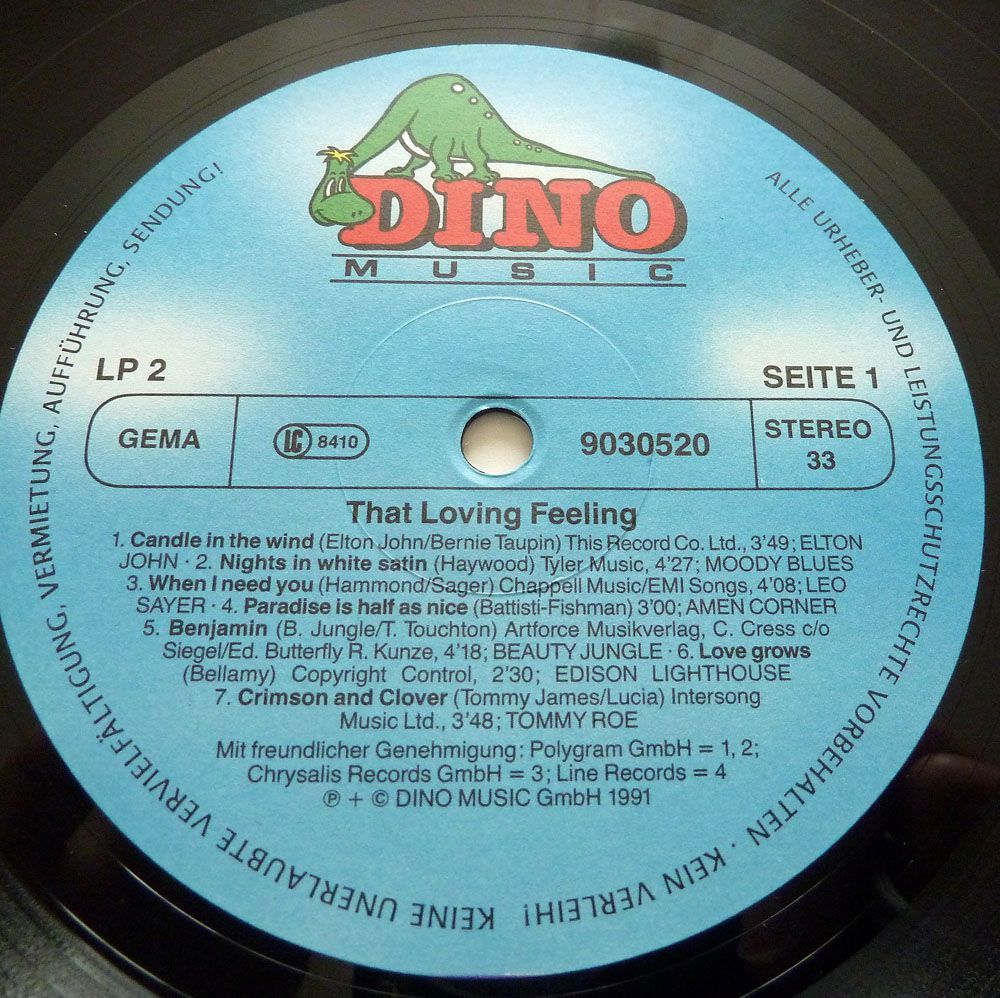 DINO
MUSIC
ALLE URHEBER- UND LEISTUNGSSCHUTZRECHTE VORBEHALTEN · KEIN VERLEIH! KEINE UNERLAUBTE VERVIELFÄLTIGUNG, VERMIETUNG, AUFFÜHRUNG, SENDUNG!
LP 2
SEITE 1
GEMA
LC 8410
9030520
STEREO
33
That Loving Feeling
1. Candle in the wind (Elton John/Bernie Taupin) This Record Co. Ltd., 3'49; ELTON
JOHN · 2. Nights in white satin (Haywood) Tyler Music, 4'27; MOODY BLUES
3. When I need you (Hammond/Sager) Chappell Music/EMI Songs, 4'08; LEO
SAYER · 4. Paradise is half as nice (Battisti-Fishman) 3'00; AMEN CORNER
5. Benjamin (B. Jungle/T. Touchton) Artforce Musikverlag, C. Cress c/o
Siegel/Ed. Butterfly R. Kunze, 4'18; BEAUTY JUNGLE · 6. Love grows
(Bellamy) Copyright Control, 2'30; EDISON LIGHTHOUSE
7. Crimson and Clover (Tommy James/Lucia) Intersong
Music Ltd., 3'48; TOMMY ROE
Mit freundlicher Genehmigung: Polygram GmbH = 1, 2;
Chrysalis Records GmbH = 3; Line Records = 4
℗ + © DINO MUSIC GmbH 1991